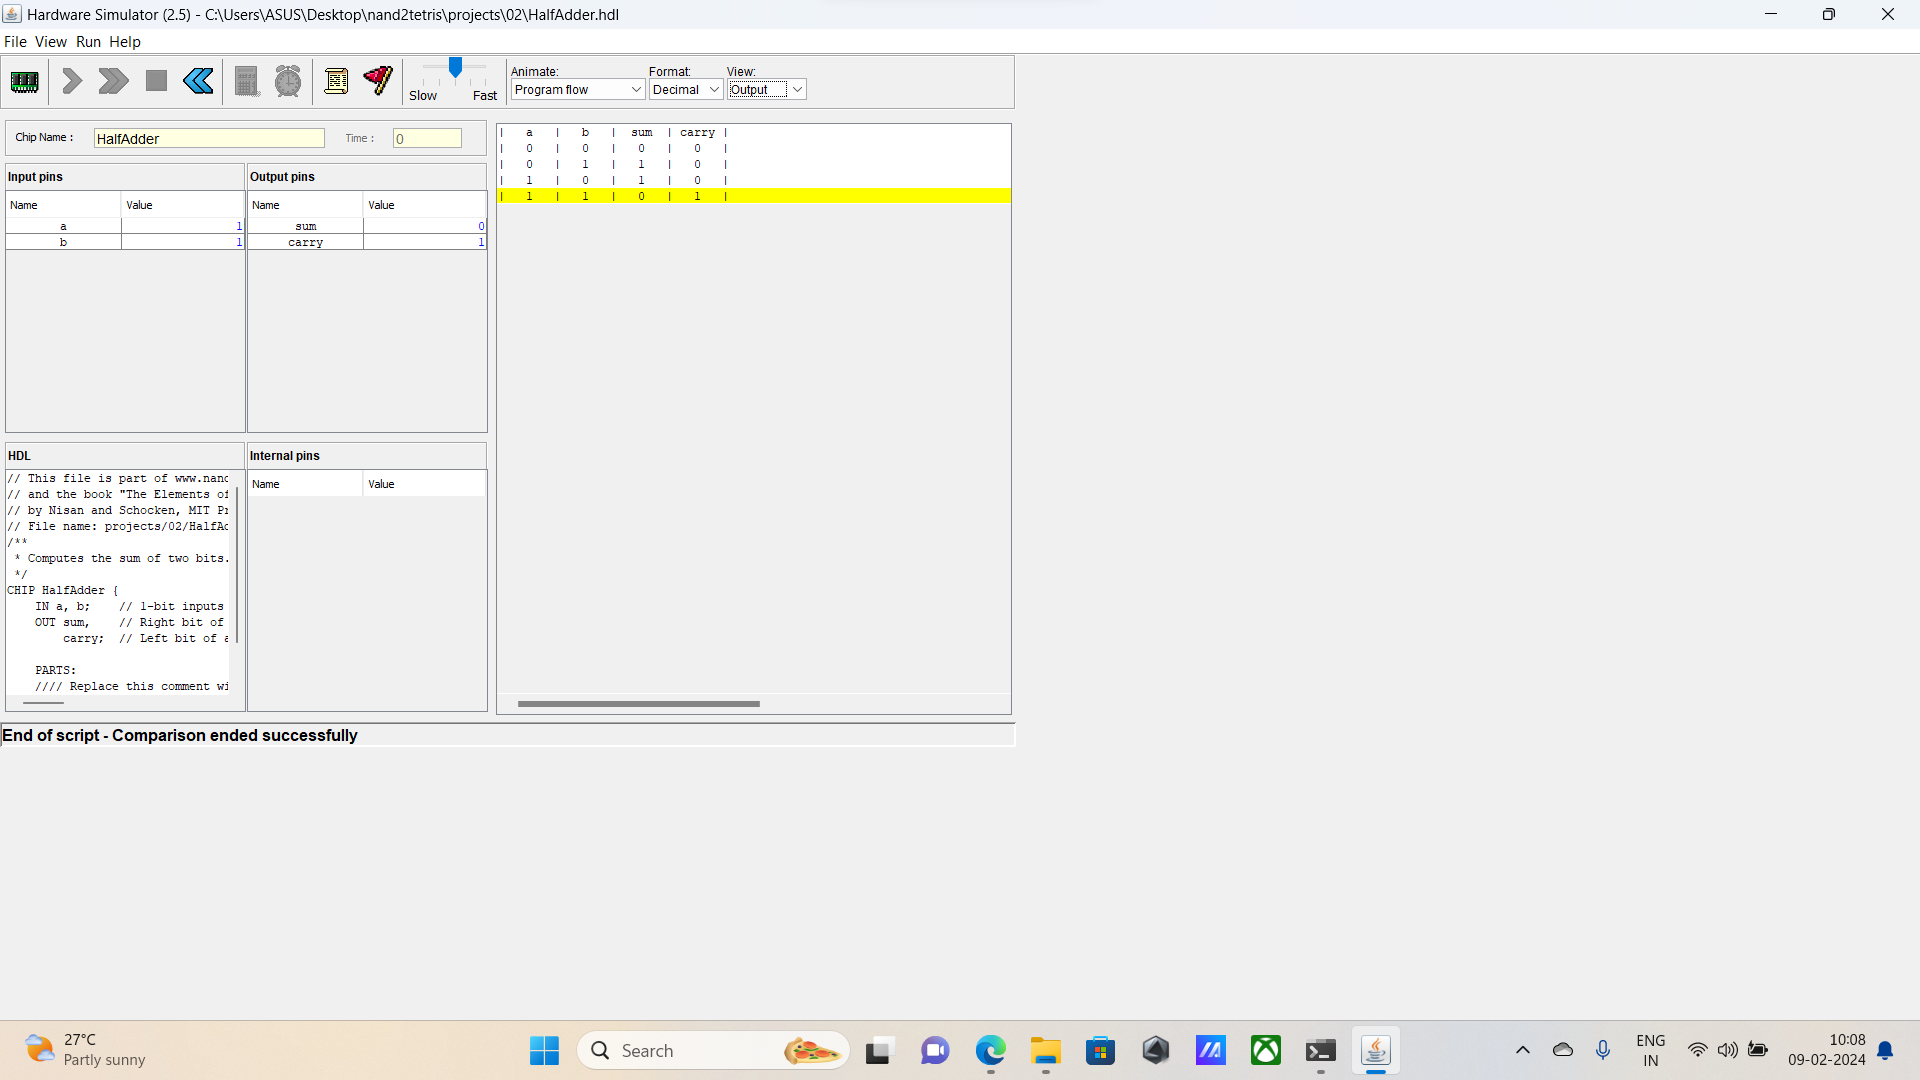 Hardware Simulator (2.5) - C:\Users\ASUS\Desktop\nand2tetris\projects\02\HalfAdder.hdl
File View Run Help
Slow Fast
Animate: Format: View:
Program flow Decimal Output
Chip Name : HalfAdder Time : 0
Input pins Output pins
Name Value Name Value
a 1 sum 0
b 1 carry 1
| a | b | sum | carry |
| 0 | 0 | 0 | 0 |
| 0 | 1 | 1 | 0 |
| 1 | 0 | 1 | 0 |
| 1 | 1 | 0 | 1 |
HDL
// This file is part of www.nand
// and the book "The Elements of
// by Nisan and Schocken, MIT Pr
// File name: projects/02/HalfAd
/**
* Computes the sum of two bits.
*/
CHIP HalfAdder {
IN a, b; // 1-bit inputs
OUT sum, // Right bit of
carry; // Left bit of a
PARTS:
//// Replace this comment wi
Internal pins
Name Value
End of script - Comparison ended successfully
27°C
Partly sunny
Search
ENG
IN
10:08
09-02-2024